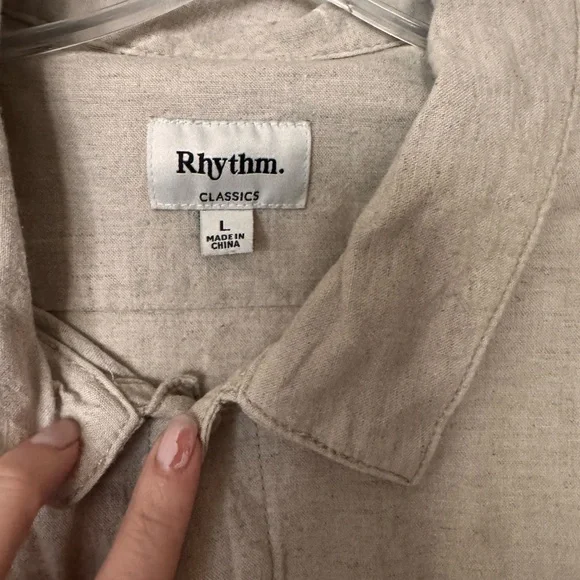 Rhythm.
CLASSICS
L
MADE IN
CHINA